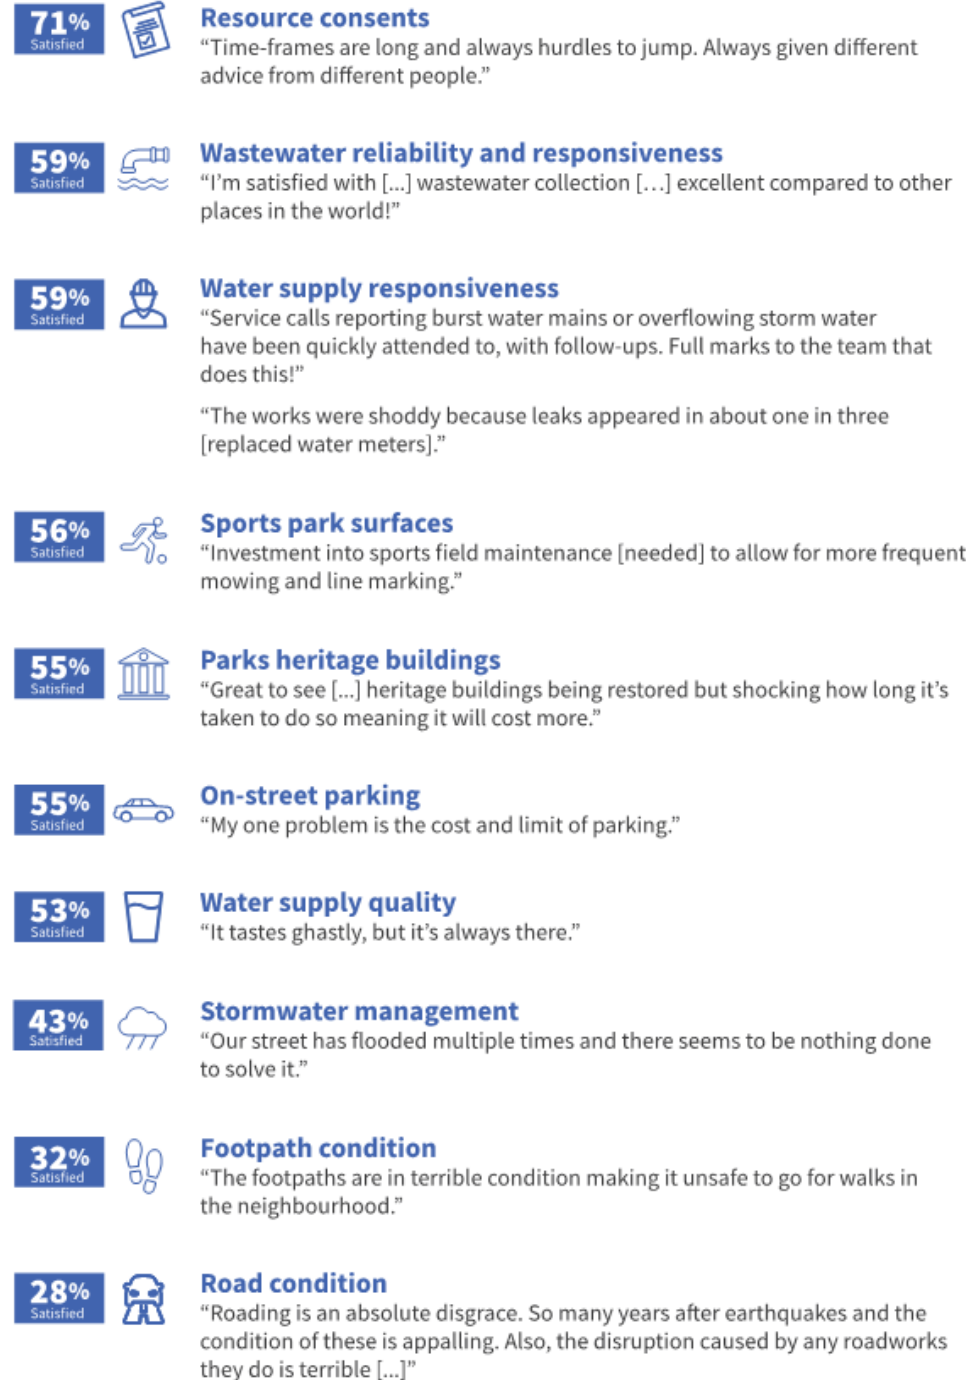 71%
Satisfied
Resource consents
“Time-frames are long and always hurdles to jump. Always given different
advice from different people.”
59%
Satisfied
Wastewater reliability and responsiveness
“I’m satisfied with [...] wastewater collection […] excellent compared to other
places in the world!”
59%
Satisfied
Water supply responsiveness
“Service calls reporting burst water mains or overflowing storm water
have been quickly attended to, with follow-ups. Full marks to the team that
does this!”
“The works were shoddy because leaks appeared in about one in three
[replaced water meters].”
56%
Satisfied
Sports park surfaces
“Investment into sports field maintenance [needed] to allow for more frequent
mowing and line marking.”
55%
Satisfied
Parks heritage buildings
“Great to see [...] heritage buildings being restored but shocking how long it’s
taken to do so meaning it will cost more.”
55%
Satisfied
On-street parking
“My one problem is the cost and limit of parking.”
53%
Satisfied
Water supply quality
“It tastes ghastly, but it’s always there.”
43%
Satisfied
Stormwater management
“Our street has flooded multiple times and there seems to be nothing done
to solve it.”
32%
Satisfied
Footpath condition
“The footpaths are in terrible condition making it unsafe to go for walks in
the neighbourhood.”
28%
Satisfied
Road condition
“Roading is an absolute disgrace. So many years after earthquakes and the
condition of these is appalling. Also, the disruption caused by any roadworks
they do is terrible [...]”